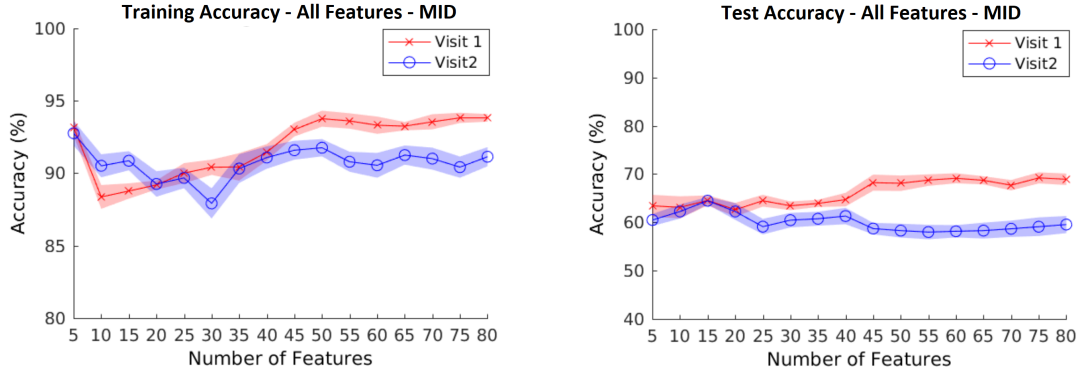 Training Accuracy - All Features - MID
100
95
90
85
80
Accuracy (%)
Visit 1
Visit2
5 10 15 20 25 30 35 40 45 50 55 60 65 70 75 80
Number of Features
Test Accuracy - All Features - MID
100
90
80
70
60
50
40
Accuracy (%)
Visit 1
Visit2
5 10 15 20 25 30 35 40 45 50 55 60 65 70 75 80
Number of Features